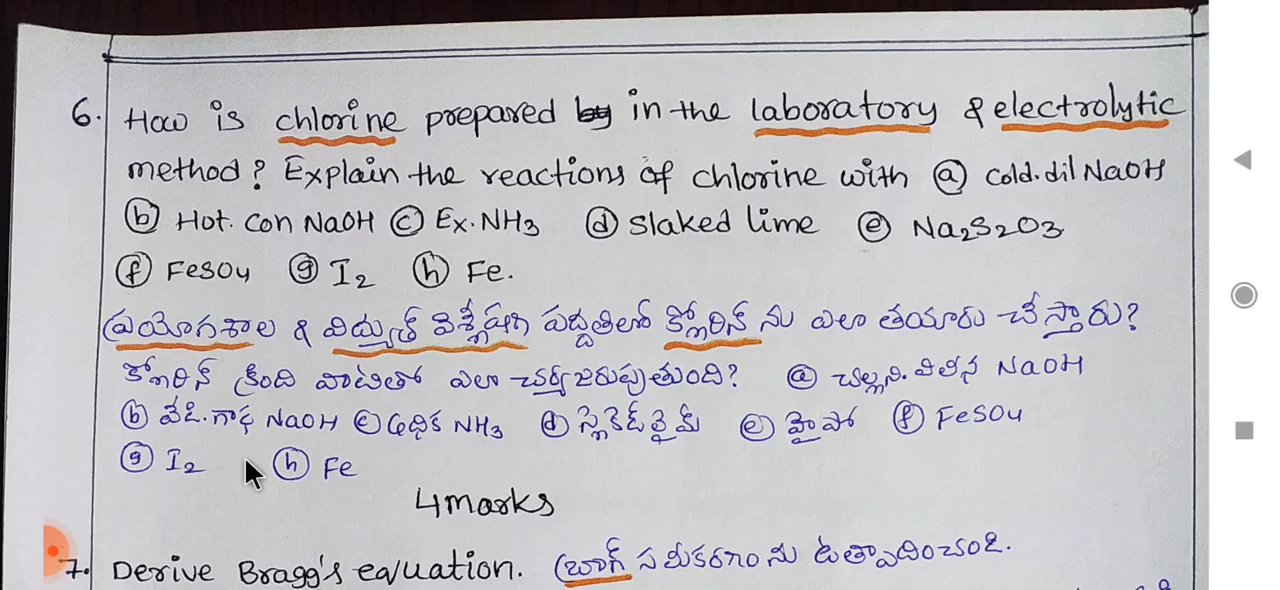 6. How is chlorine prepared by in the laboratory & electrolytic
method? Explain the reactions of chlorine with ⓐ cold.dil NaOH
ⓑ Hot. Con NaOH ⓒ Ex.NH3 ⓓ slaked lime ⓔ Na2S2O3
ⓕ FeSO4 ⓖ I2 ⓗ Fe.
ప్రయోగశాల & విద్యుత్ విశ్లేషణ పద్ధతిలో క్లోరిన్ ను ఎలా తయారు చేస్తారు?
క్లోరిన్ క్రింది వాటితో ఎలా చర్య జరుపుతుంది? ⓐ చల్లని.విలీన NaOH
ⓑ వేడి.గాఢ NaOH ⓒ అధిక NH3 ⓓ స్లేకెడ్ లైమ్ ⓔ హైపో ⓕ FeSO4
ⓖ I2 ⓗ Fe
4marks
7. Derive Bragg's equation. బ్రాగ్ సమీకరణం ను ఉత్పాదించండి.